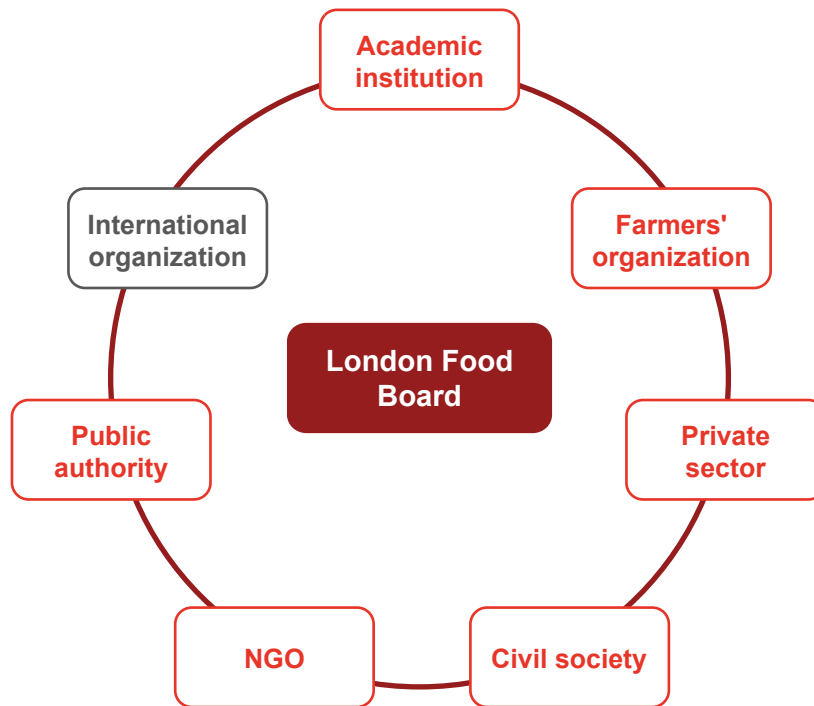 Academic
institution
International
organization
Farmers'
organization
London Food
Board
Public
authority
Private
sector
NGO
Civil society